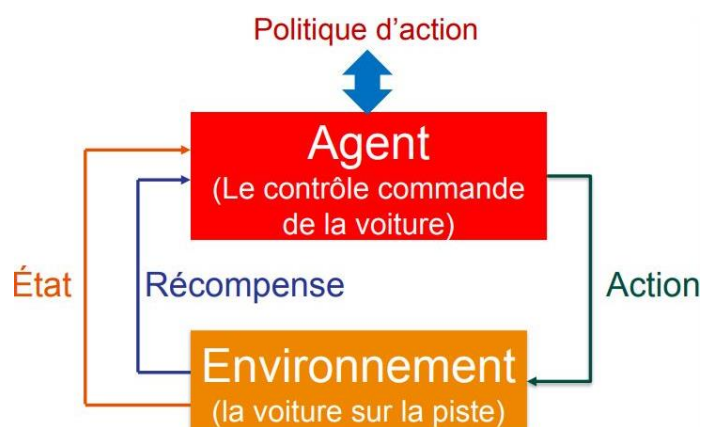 Politique d’action
Agent
(Le contrôle commande
de la voiture)
État
Récompense
Action
Environnement
(la voiture sur la piste)